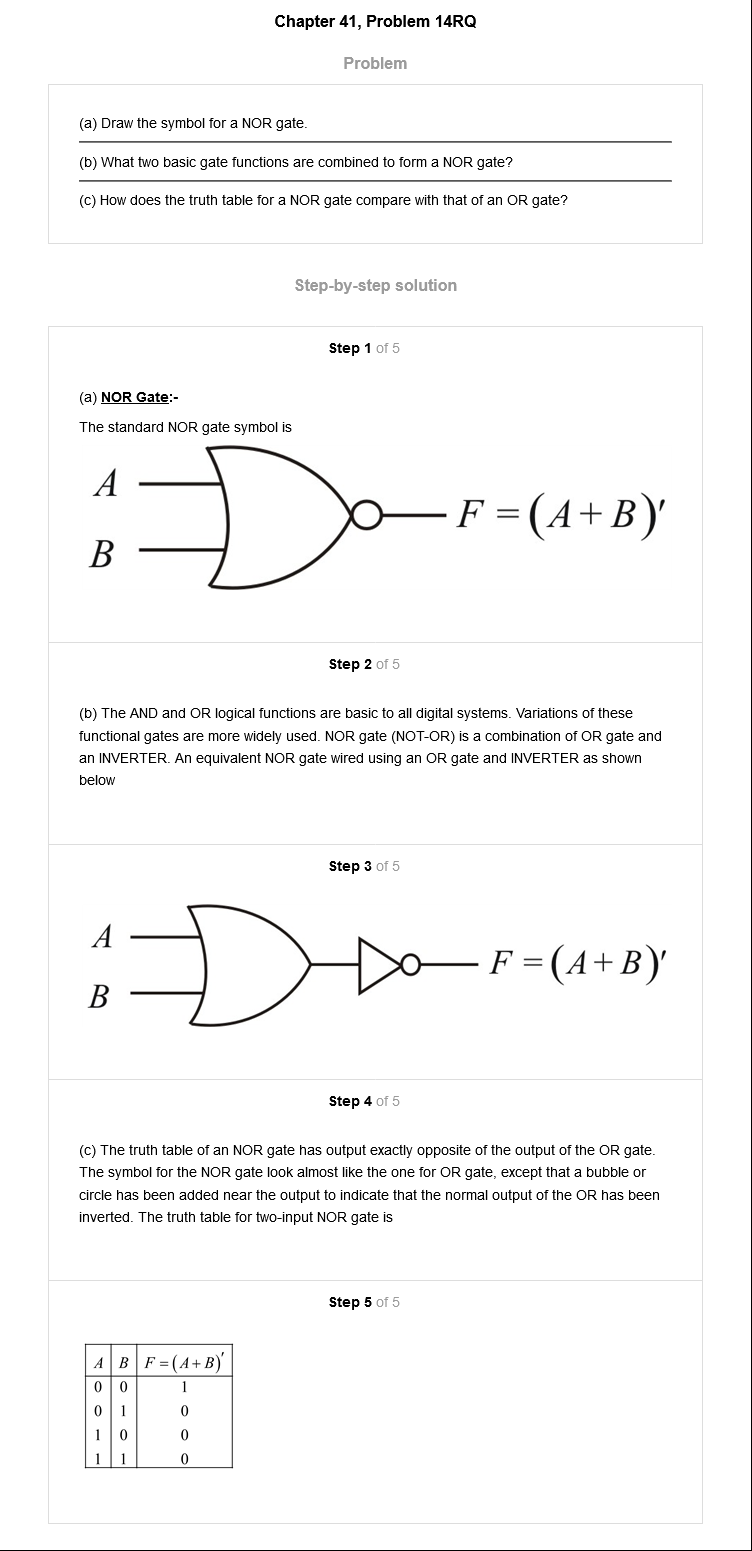 Chapter 41, Problem 14RQ
Problem
(a) Draw the symbol for a NOR gate.
(b) What two basic gate functions are combined to form a NOR gate?
(c) How does the truth table for a NOR gate compare with that of an OR gate?
Step-by-step solution
Step 1 of 5
(a) NOR Gate:-
The standard NOR gate symbol is
A
B
F = (A + B)′
Step 2 of 5
(b) The AND and OR logical functions are basic to all digital systems. Variations of these
functional gates are more widely used. NOR gate (NOT-OR) is a combination of OR gate and
an INVERTER. An equivalent NOR gate wired using an OR gate and INVERTER as shown
below
Step 3 of 5
A
B
F = (A + B)′
Step 4 of 5
(c) The truth table of an NOR gate has output exactly opposite of the output of the OR gate.
The symbol for the NOR gate look almost like the one for OR gate, except that a bubble or
circle has been added near the output to indicate that the normal output of the OR has been
inverted. The truth table for two-input NOR gate is
Step 5 of 5
A B F = (A + B)′
0 0 1
0 1 0
1 0 0
1 1 0